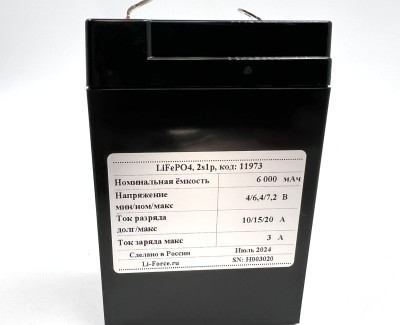 LiFePO4, 2s1p, код: 11973
Номинальная ёмкость 6 000 мАч
Напряжение
мин/ном/макс 4/6,4/7,2 В
Ток разряда
долг/макс 10/15/20 А
Ток заряда макс 3 А
Сделано в России Июль 2024
Li-Force.ru SN: H003020